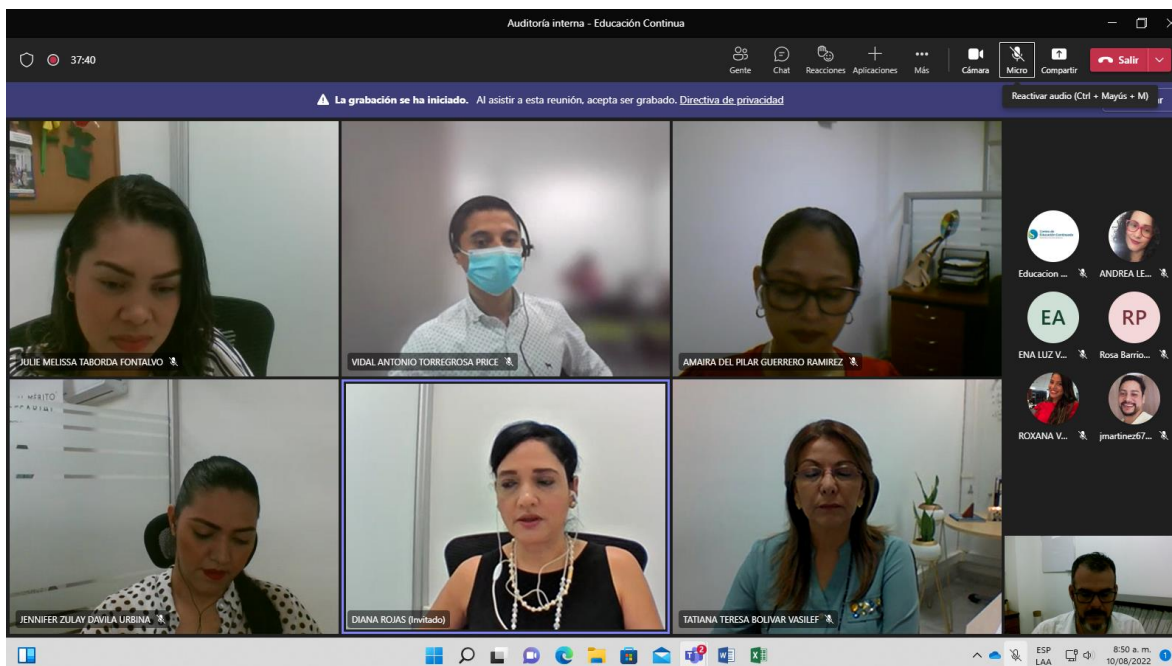 Auditoría interna - Educación Continua
37:40
Gente
Chat
Reacciones
Aplicaciones
Más
Cámara
Micro
Compartir
Salir
La grabación se ha iniciado. Al asistir a esta reunión, acepta ser grabado. Directiva de privacidad
Reactivar audio (Ctrl + Mayús + M)
JULIE MELISSA TABORDA FONTALVO
VIDAL ANTONIO TORREGROSA PRICE
AMAIRA DEL PILAR GUERRERO RAMIREZ
Educacion ...
ANDREA LE...
EA
RP
ENA LUZ V...
Rosa Barrio...
ROXANA V...
jmartinez67...
JENNIFER ZULAY DAVILA URBINA
DIANA ROJAS (Invitado)
TATIANA TERESA BOLIVAR VASILEF
2
ESP
LAA
8:50 a. m.
10/08/2022
1